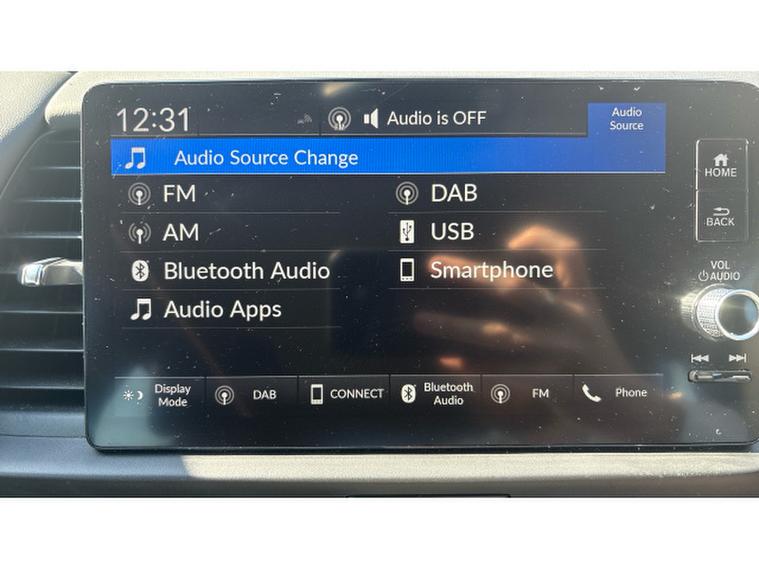 12:31 Audio is OFF
Audio
Source
Audio Source Change
FM DAB
AM USB
Bluetooth Audio Smartphone
Audio Apps
Display
Mode
DAB
CONNECT
Bluetooth
Audio
FM
Phone
HOME
BACK
VOL
AUDIO